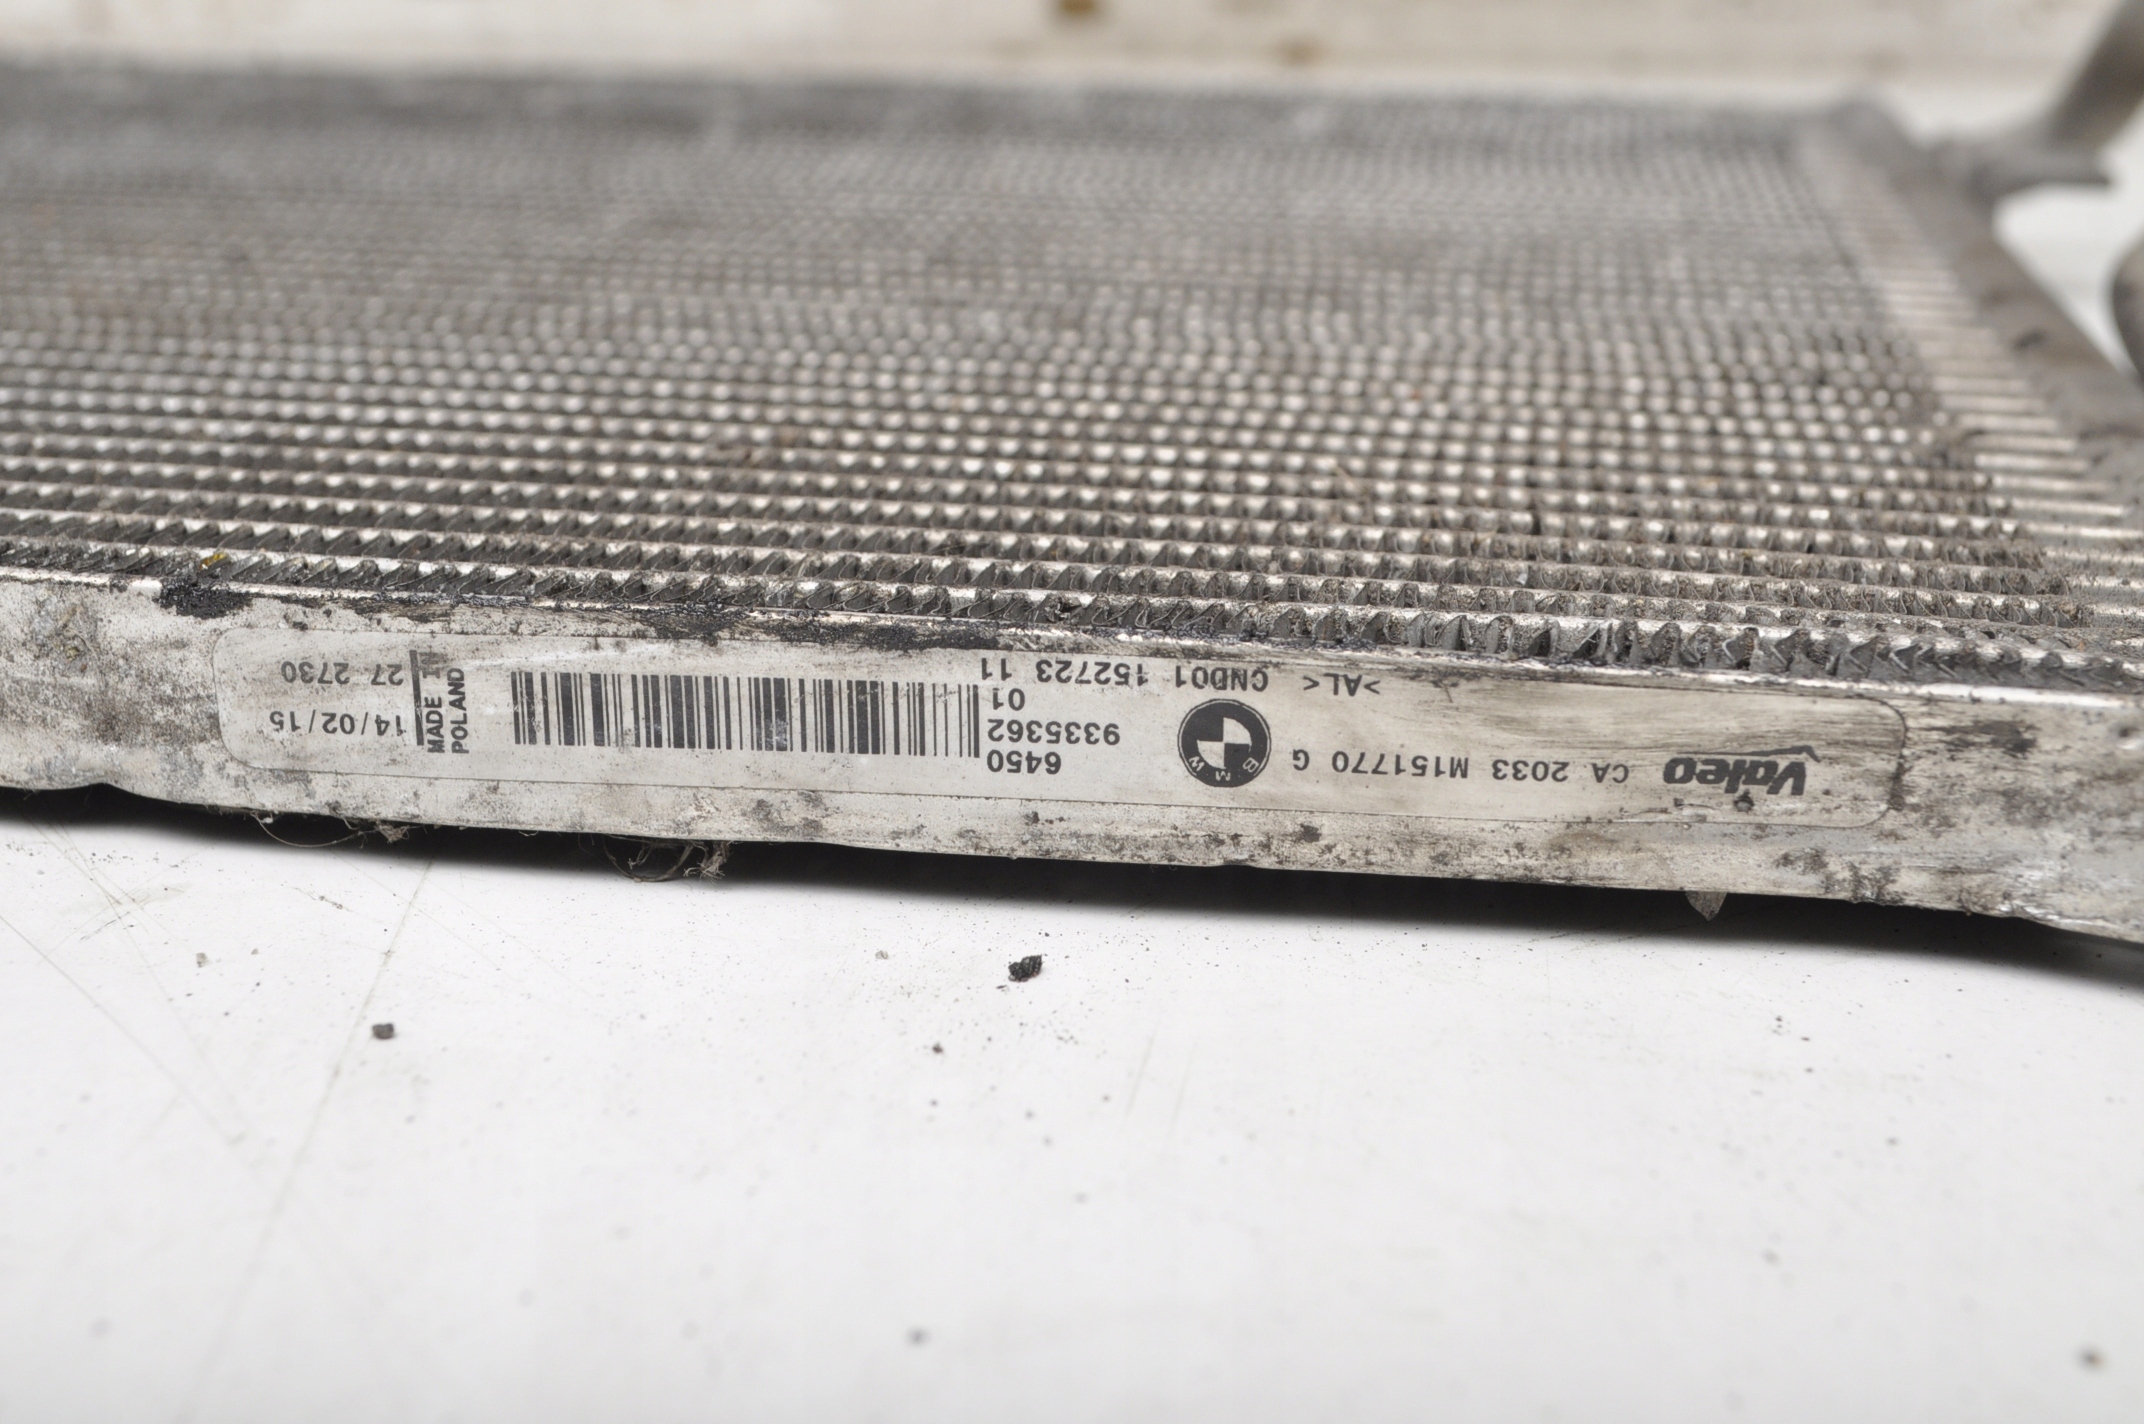 Valeo
CA 2033 M151770 G
>AL< CND01 152723 11
BMW
6450
9335362
01
MADE IN
POLAND
14/02/15
27 2730